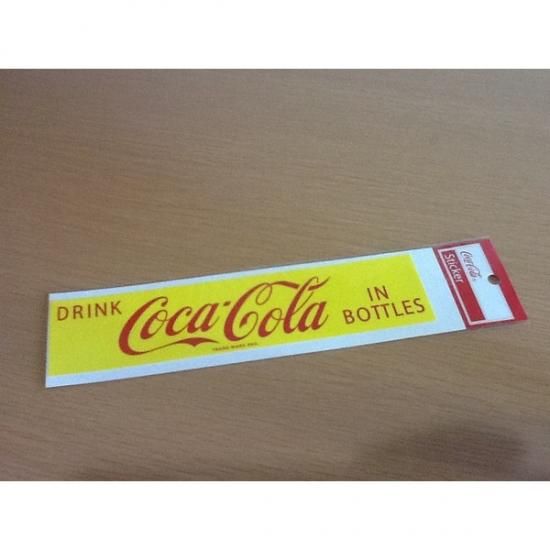 DRINK Coca-Cola IN BOTTLES
TRADE MARK REG.
Coca-Cola
Sticker